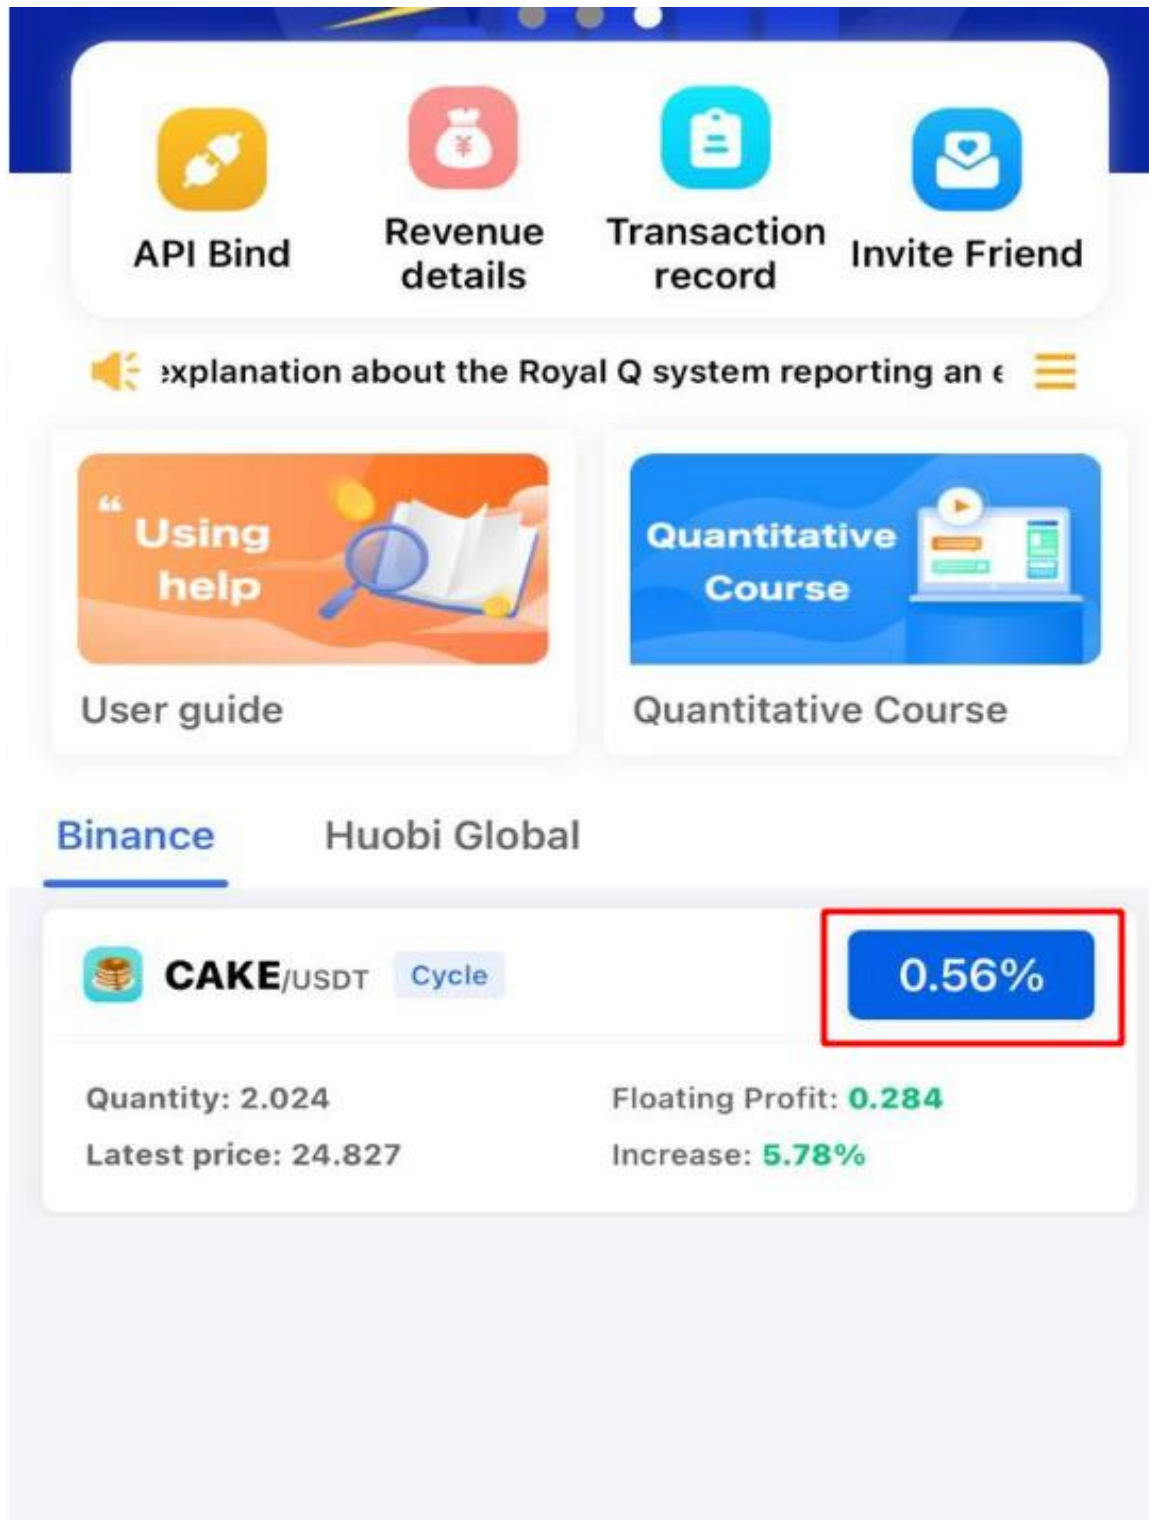 API Bind
Revenue
details
Transaction
record
Invite Friend
explanation about the Royal Q system reporting an
“ Using
help
Quantitative
Course
User guide
Quantitative Course
Binance
Huobi Global
CAKE/USDT Cycle
0.56%
Quantity: 2.024
Floating Profit: 0.284
Latest price: 24.827
Increase: 5.78%